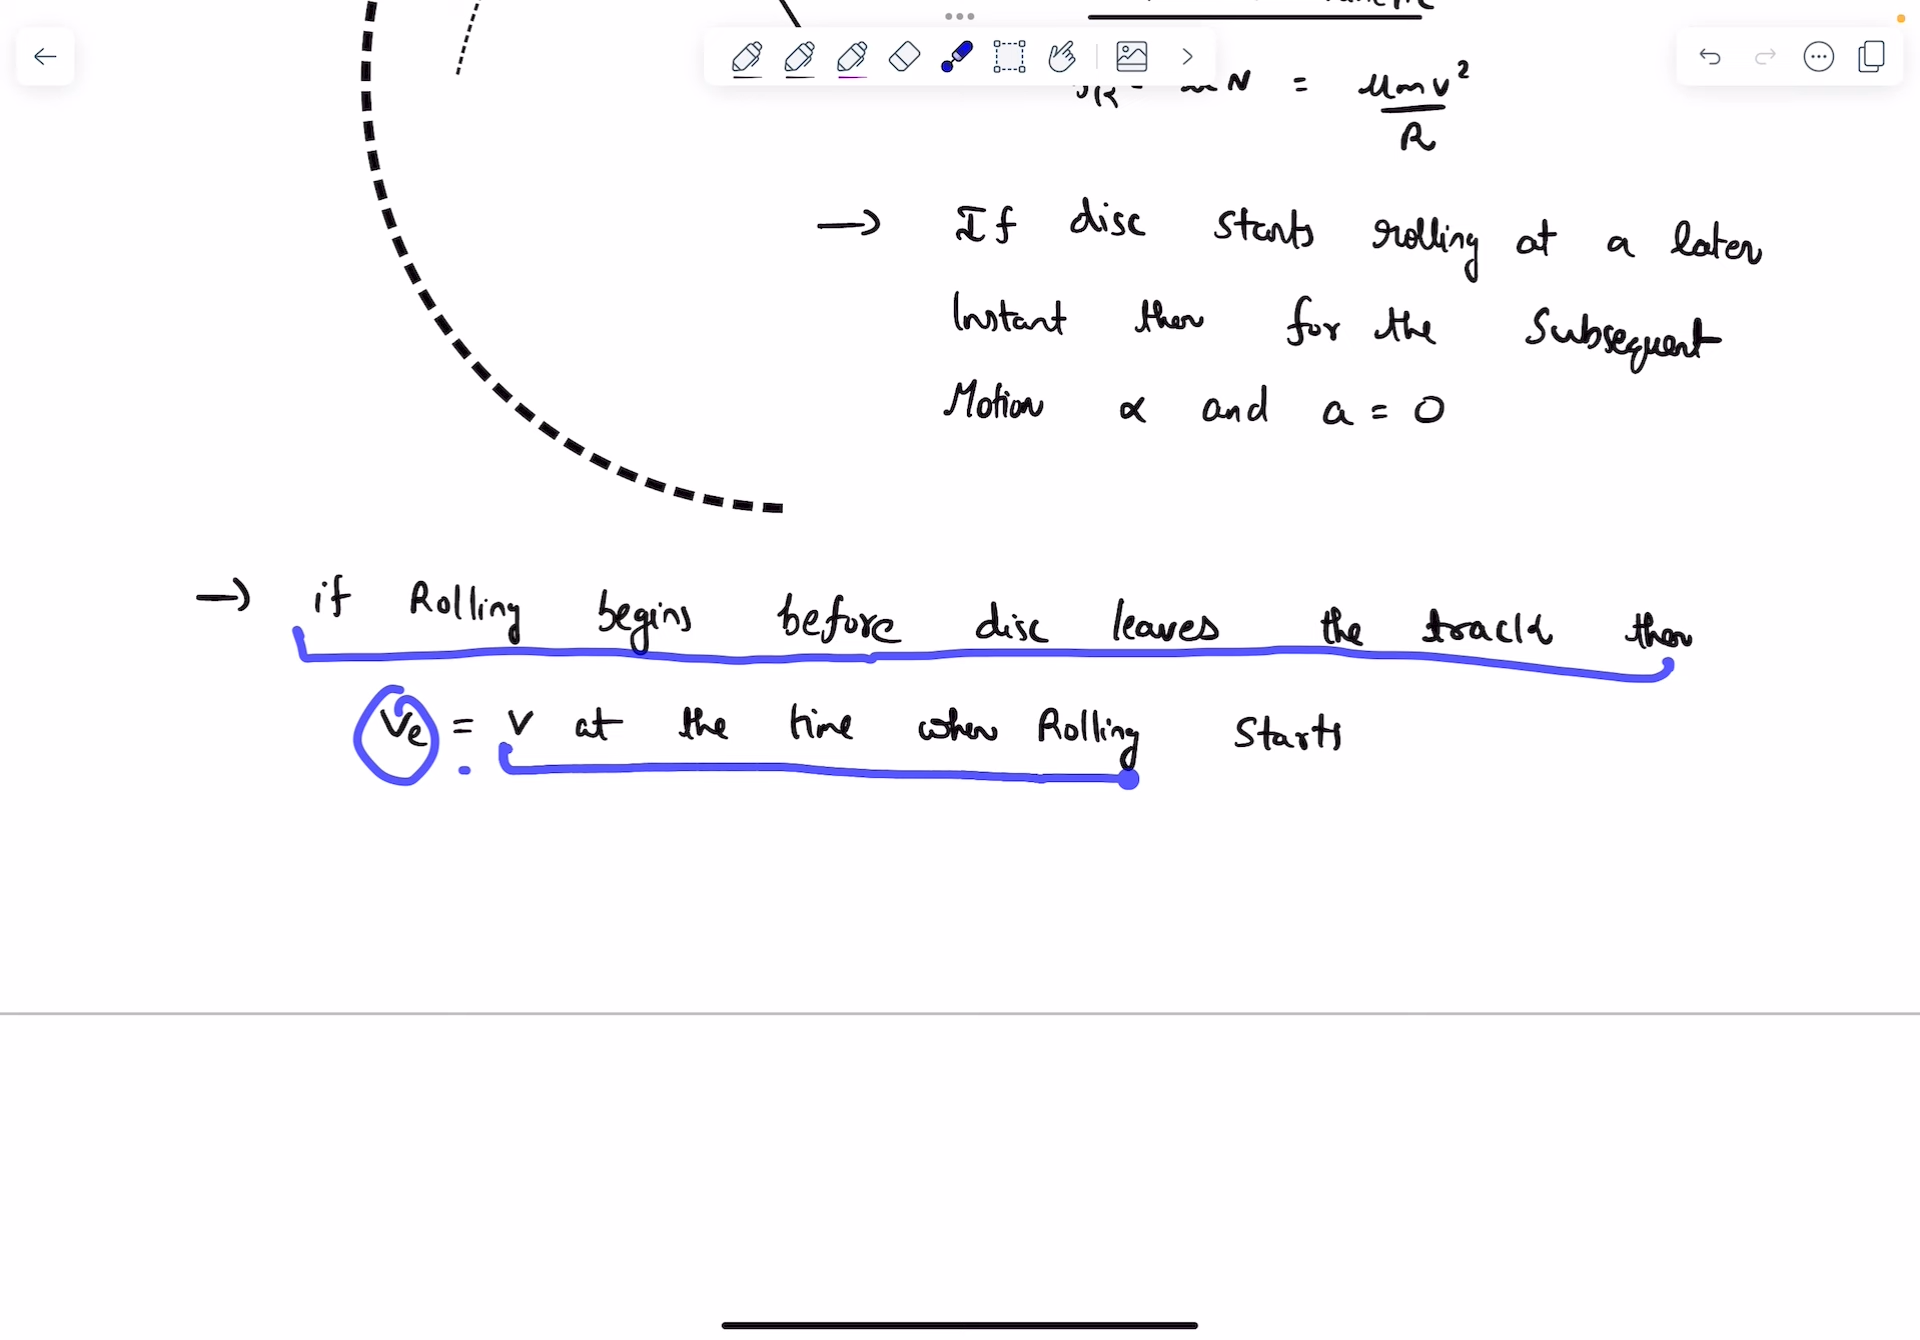 = μmv²
R
→ If disc starts rolling at a later
Instant then for the Subsequent
Motion α and a = 0
→ if Rolling begins before disc leaves the track then
Ve = v at the time when Rolling Starts